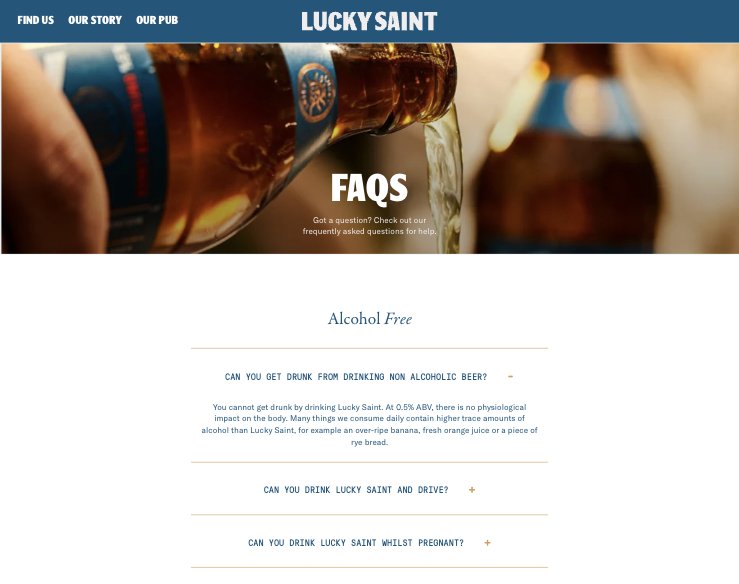 FIND US OUR STORY OUR PUB LUCKY SAINT
FAQS
Got a question? Check out our
frequently asked questions for help.
Alcohol Free
CAN YOU GET DRUNK FROM DRINKING NON ALCOHOLIC BEER? -
You cannot get drunk by drinking Lucky Saint. At 0.5% ABV, there is no physiological
impact on the body. Many things we consume daily contain higher trace amounts of
alcohol than Lucky Saint, for example an over-ripe banana, fresh orange juice or a piece of
rye bread.
CAN YOU DRINK LUCKY SAINT AND DRIVE? +
CAN YOU DRINK LUCKY SAINT WHILST PREGNANT? +